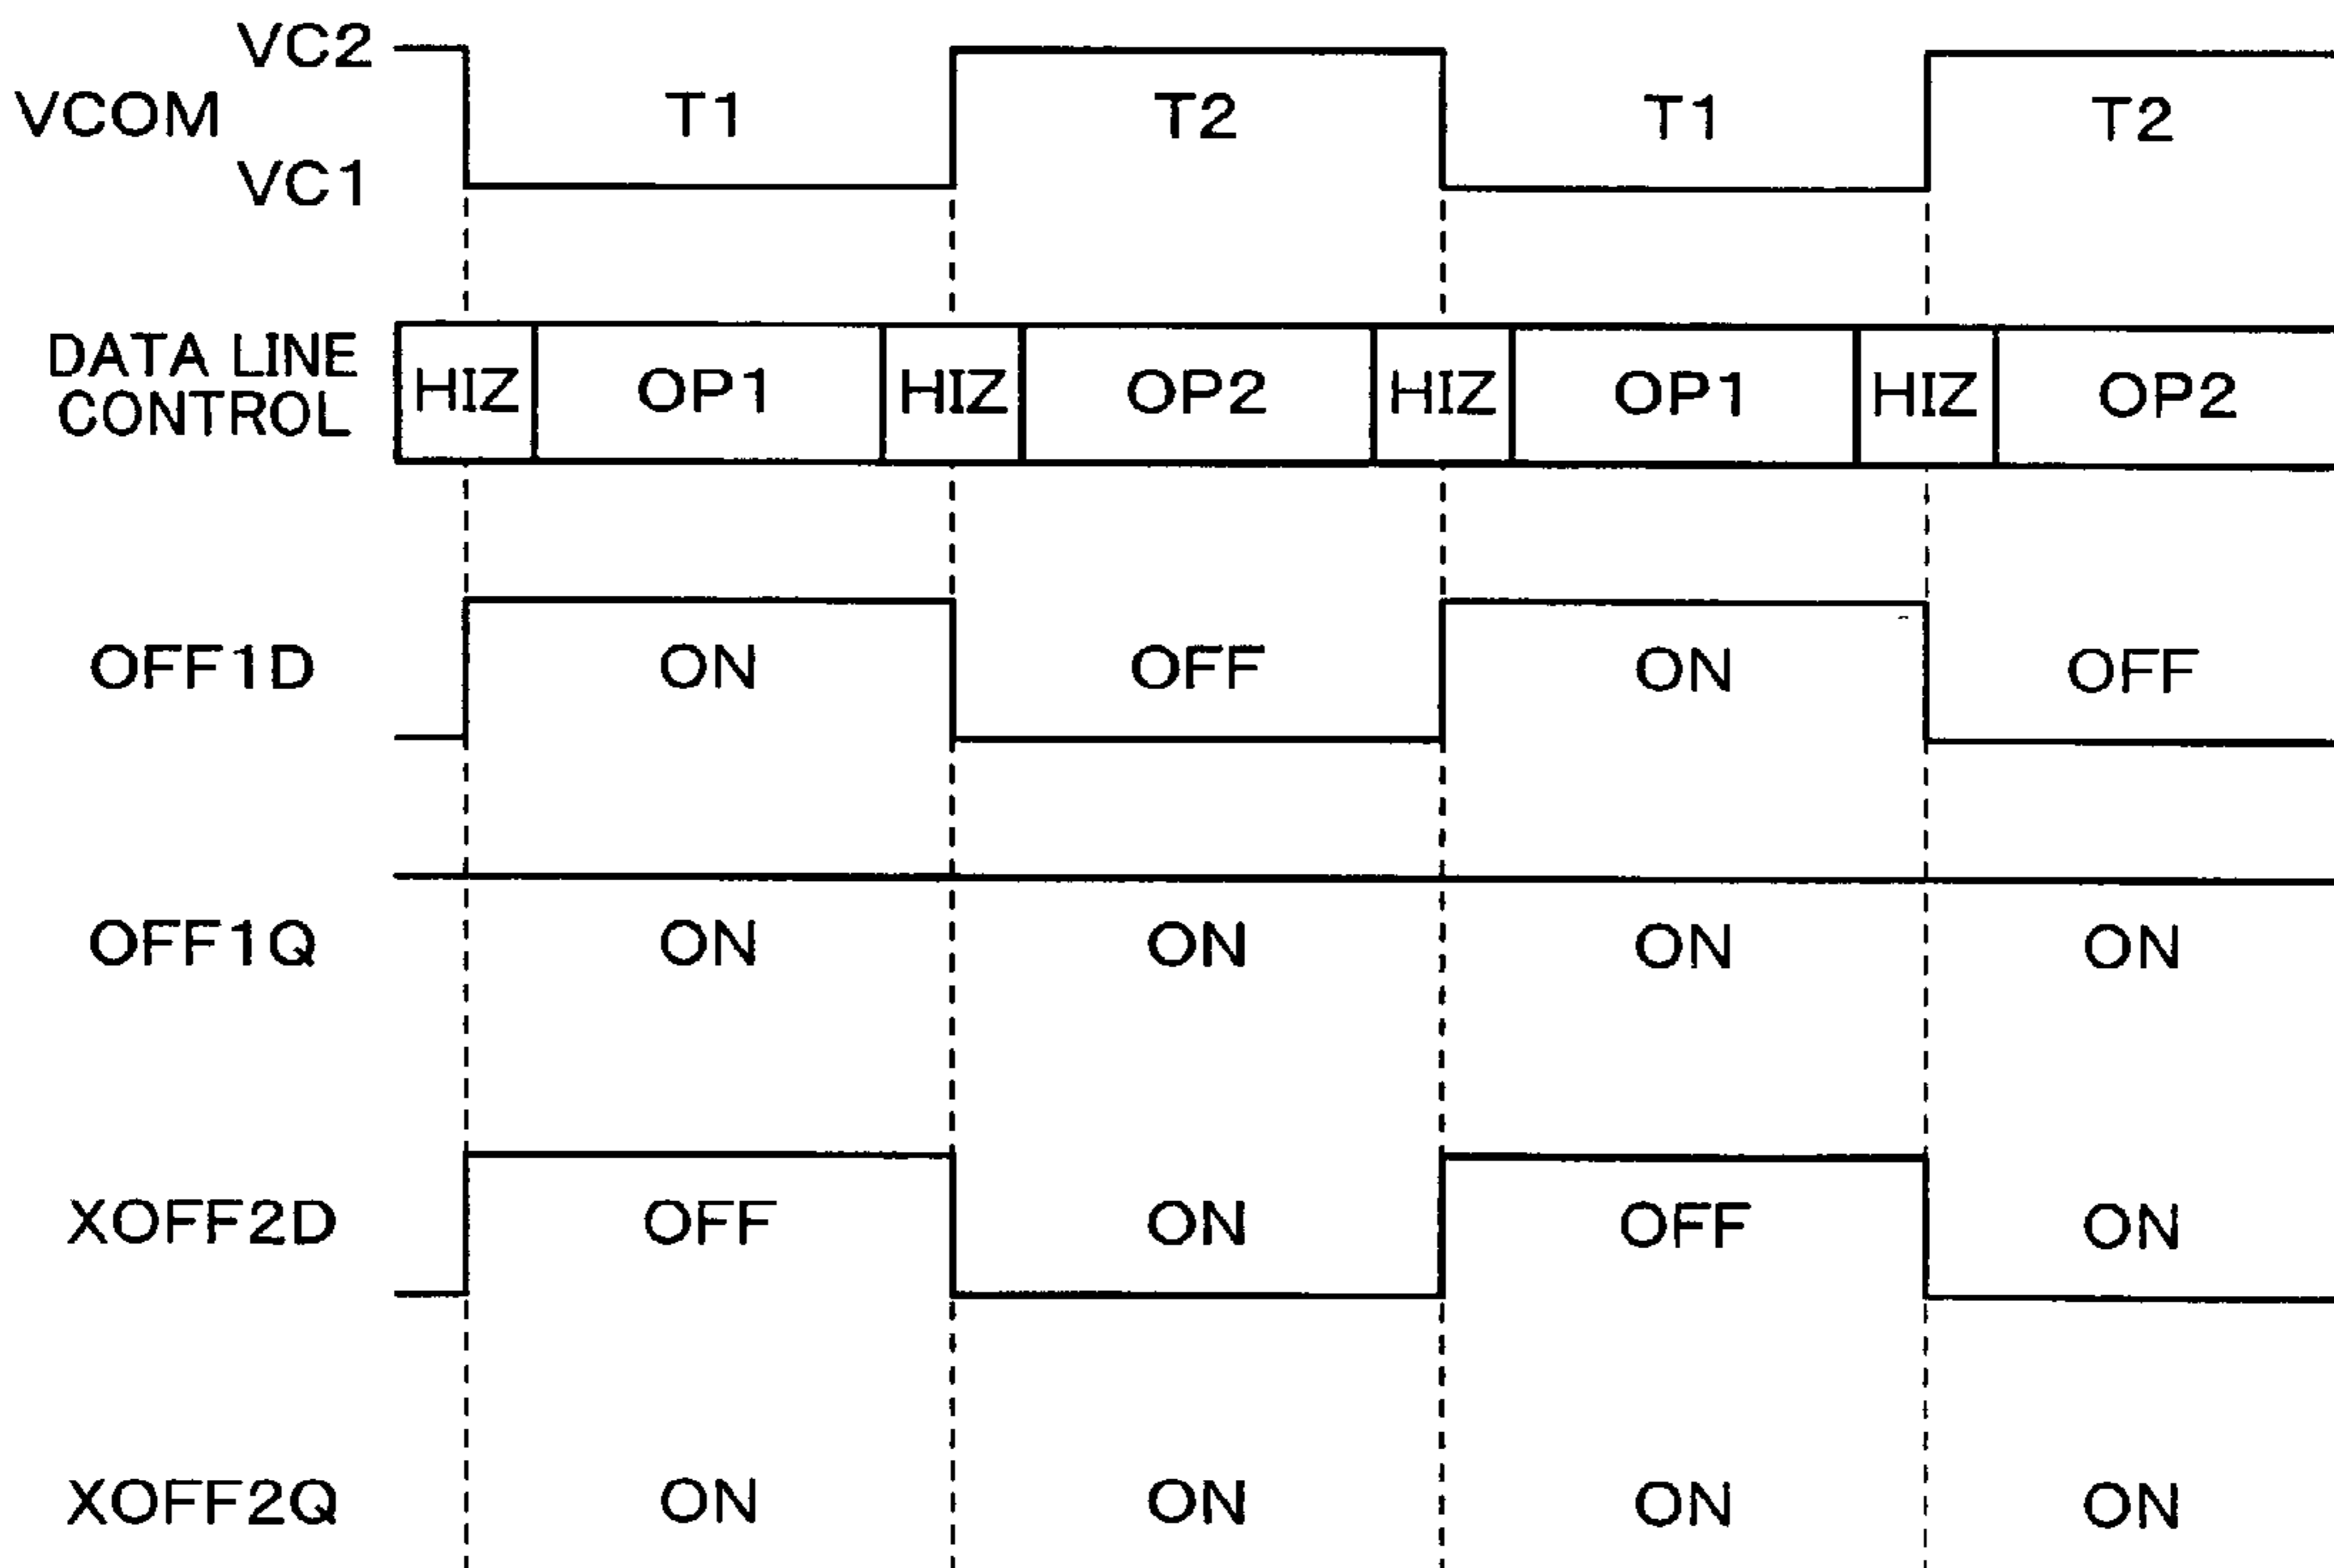 VC2
VCOM T1 T2 T1 T2
VC1
DATA LINE
CONTROL
HIZ OP1 HIZ OP2 HIZ OP1 HIZ OP2
OFF1D ON OFF ON OFF
OFF1Q ON ON ON ON
XOFF2D OFF ON OFF ON
XOFF2Q ON ON ON ON